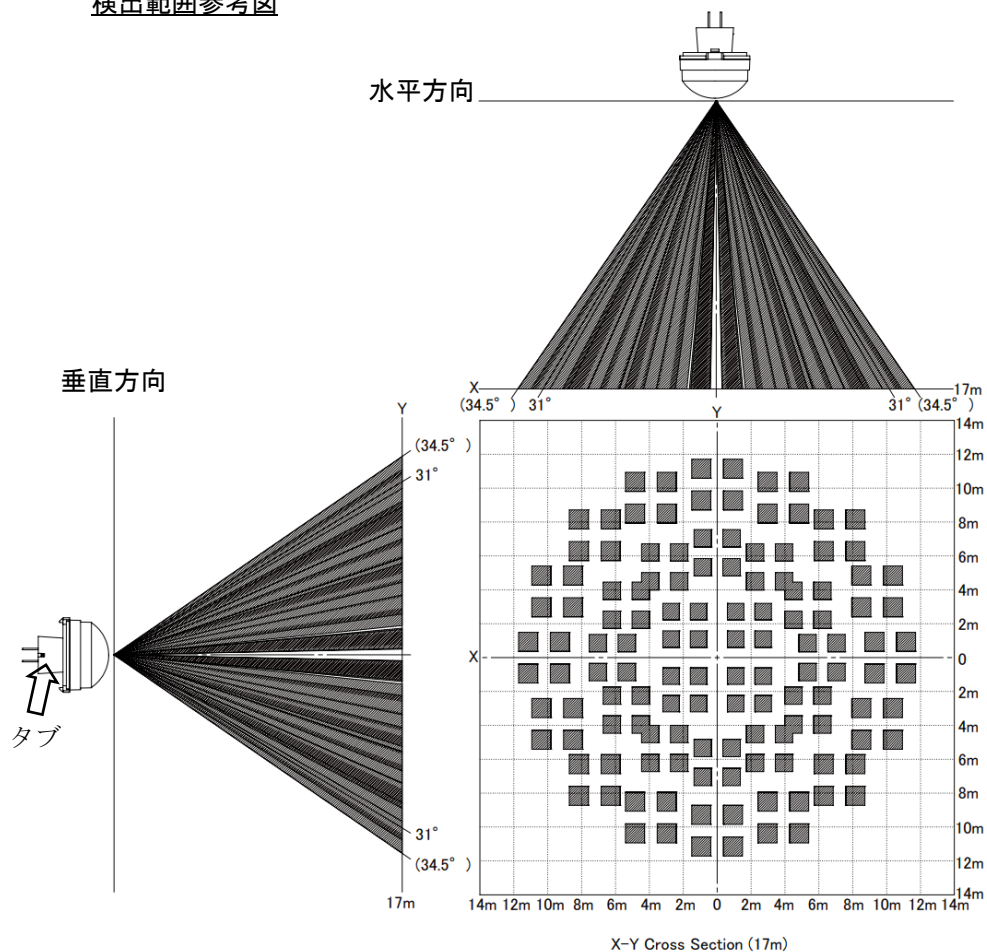 検出範囲参考図
水平方向
X
17m
(34.5° ) 31°
31° (34.5° )
垂直方向
Y
(34.5° )
31°
タブ
31°
(34.5° )
17m
Y
14m
12m
10m
8m
6m
4m
2m
X
0
2m
4m
6m
8m
10m
12m
14m
14m 12m 10m 8m 6m 4m 2m 0 2m 4m 6m 8m 10m 12m 14m
X-Y Cross Section (17m)